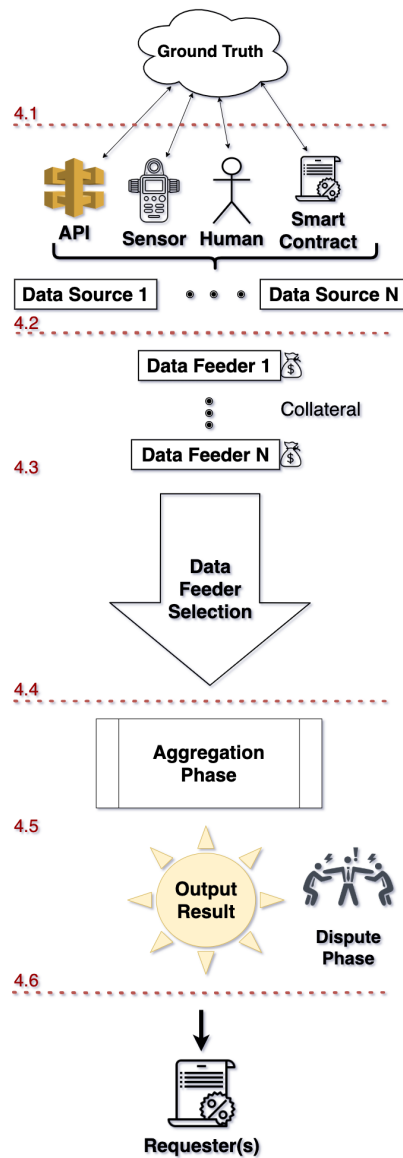 Ground Truth
4.1
API
Sensor
Human
Smart
Contract
Data Source 1
Data Source N
4.2
Data Feeder 1
$
Collateral
Data Feeder N
$
4.3
Data
Feeder
Selection
4.4
Aggregation
Phase
4.5
Output
Result
!
Dispute
Phase
4.6
Requester(s)